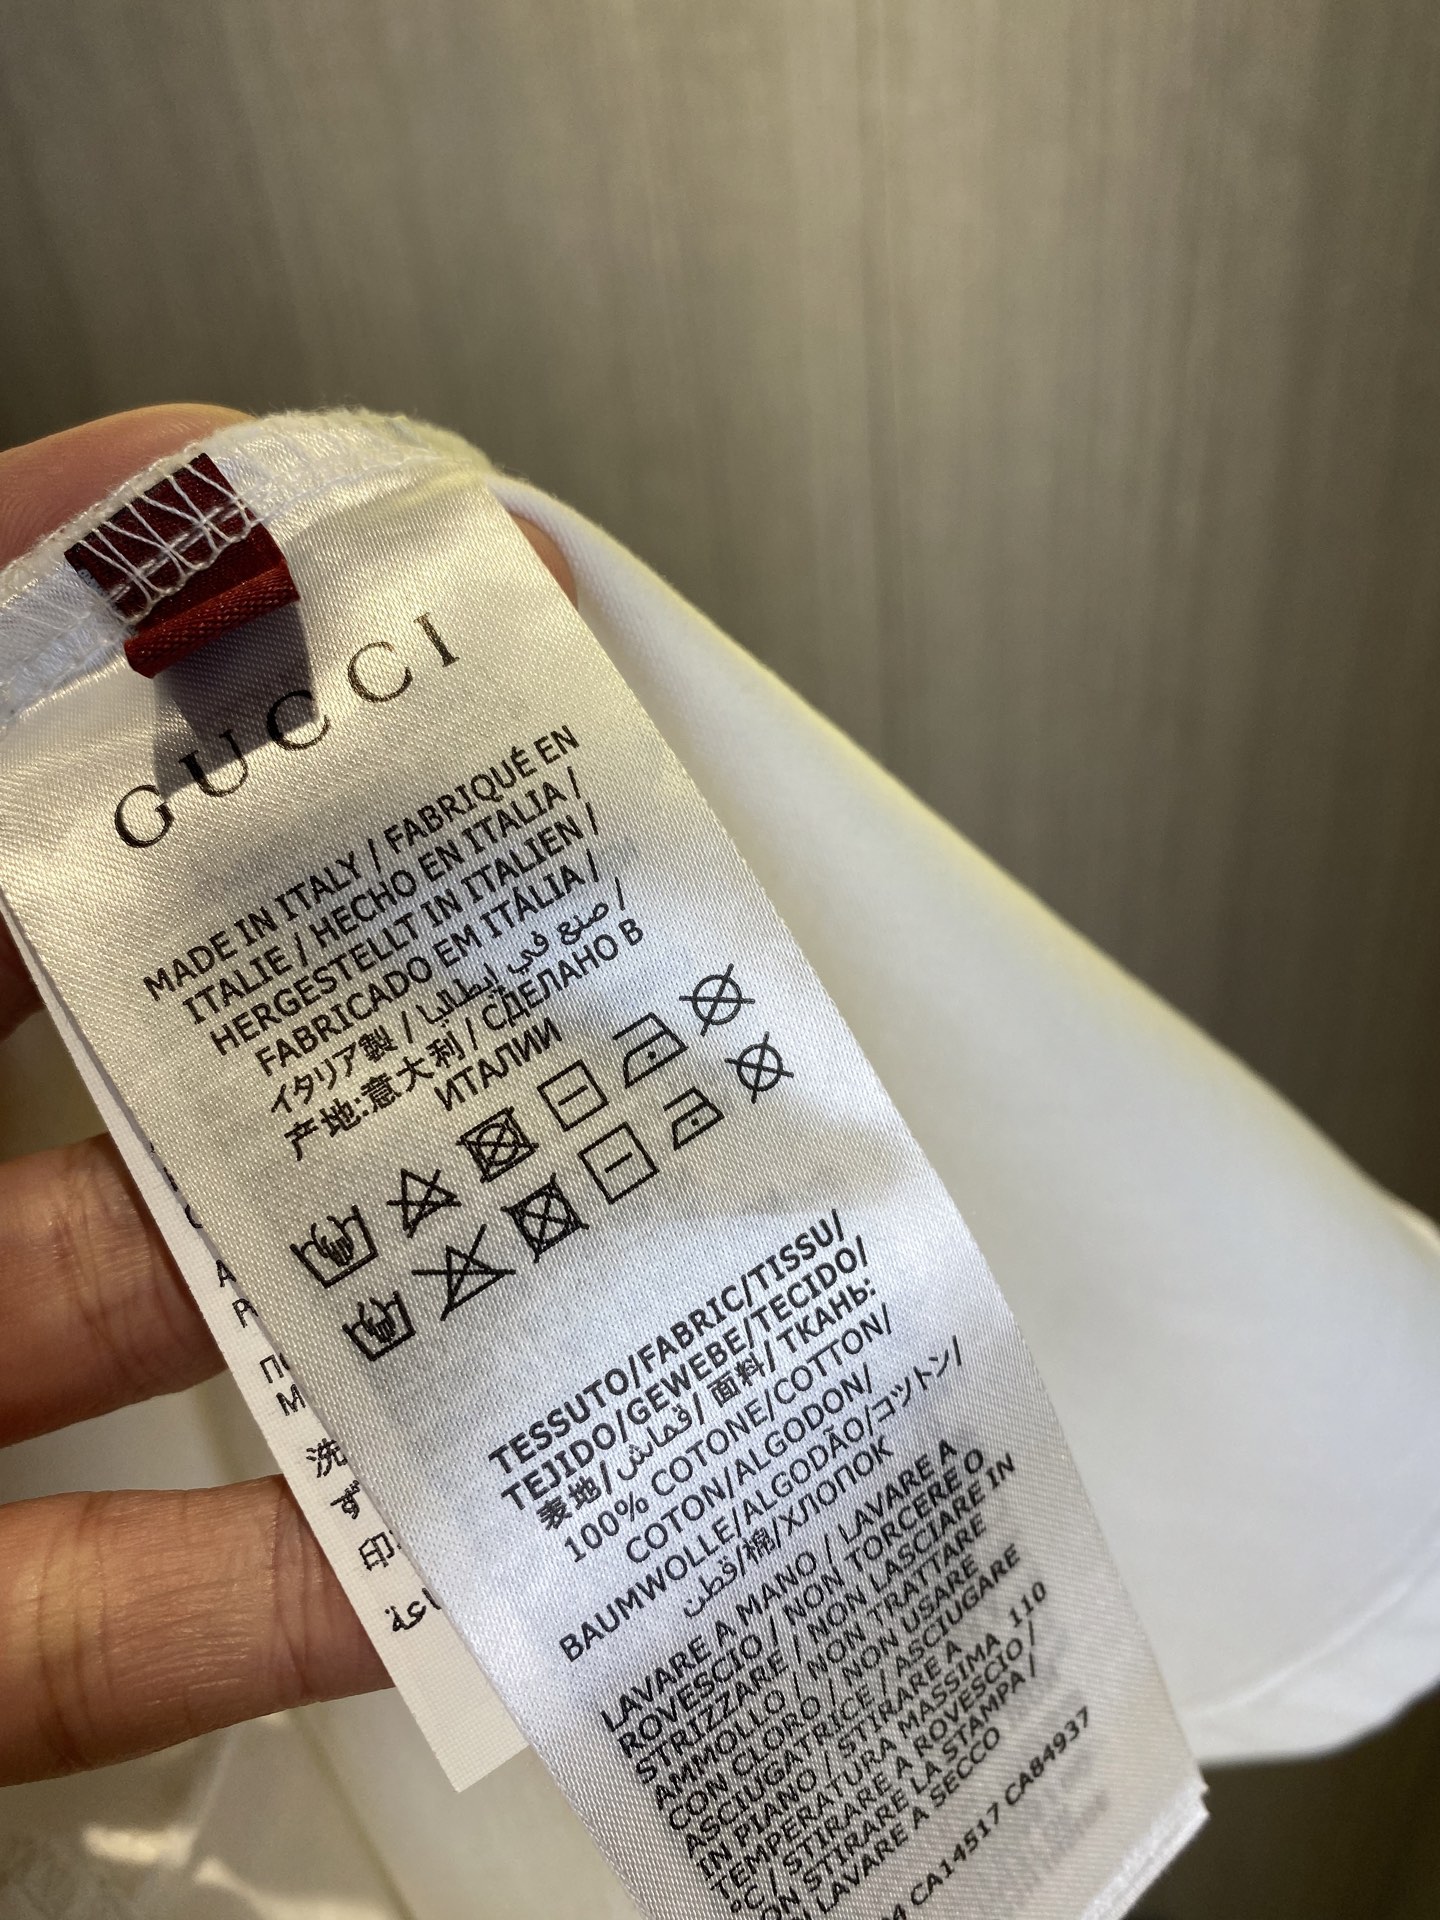 GUCCI
MADE IN ITALY / FABRIQUÉ EN
ITALIE / HECHO EN ITALIA /
HERGESTELLT IN ITALIEN /
FABRICADO EM ITÁLIA /
イタリア製 / صنع في إيطاليا /
产地:意大利 / СДЕЛАНО В
ИТАЛИИ
TESSUTO/FABRIC/TISSU/
TEJIDO/GEWEBE/TECIDO/
表地/قماش/ 面料/ ТКАНЬ:
100% COTONE/COTTON/
COTON/ALGODON/
BAUMWOLLE/ALGODÃO/コットン/
قطن/棉/ХЛОПОК
LAVARE A MANO / LAVARE A
ROVESCIO / NON TORCERE O
STRIZZARE / NON LASCIARE IN
AMMOLLO / NON TRATTARE
CON CLORO / NON USARE
ASCIUGATRICE / ASCIUGARE
IN PIANO / STIRARE A
TEMPERATURA MASSIMA 110
°C / STIRARE A ROVESCIO /
ON STIRARE LA STAMPA /
LAVARE A SECCO
CA14517 CA84937
洗
ず
印